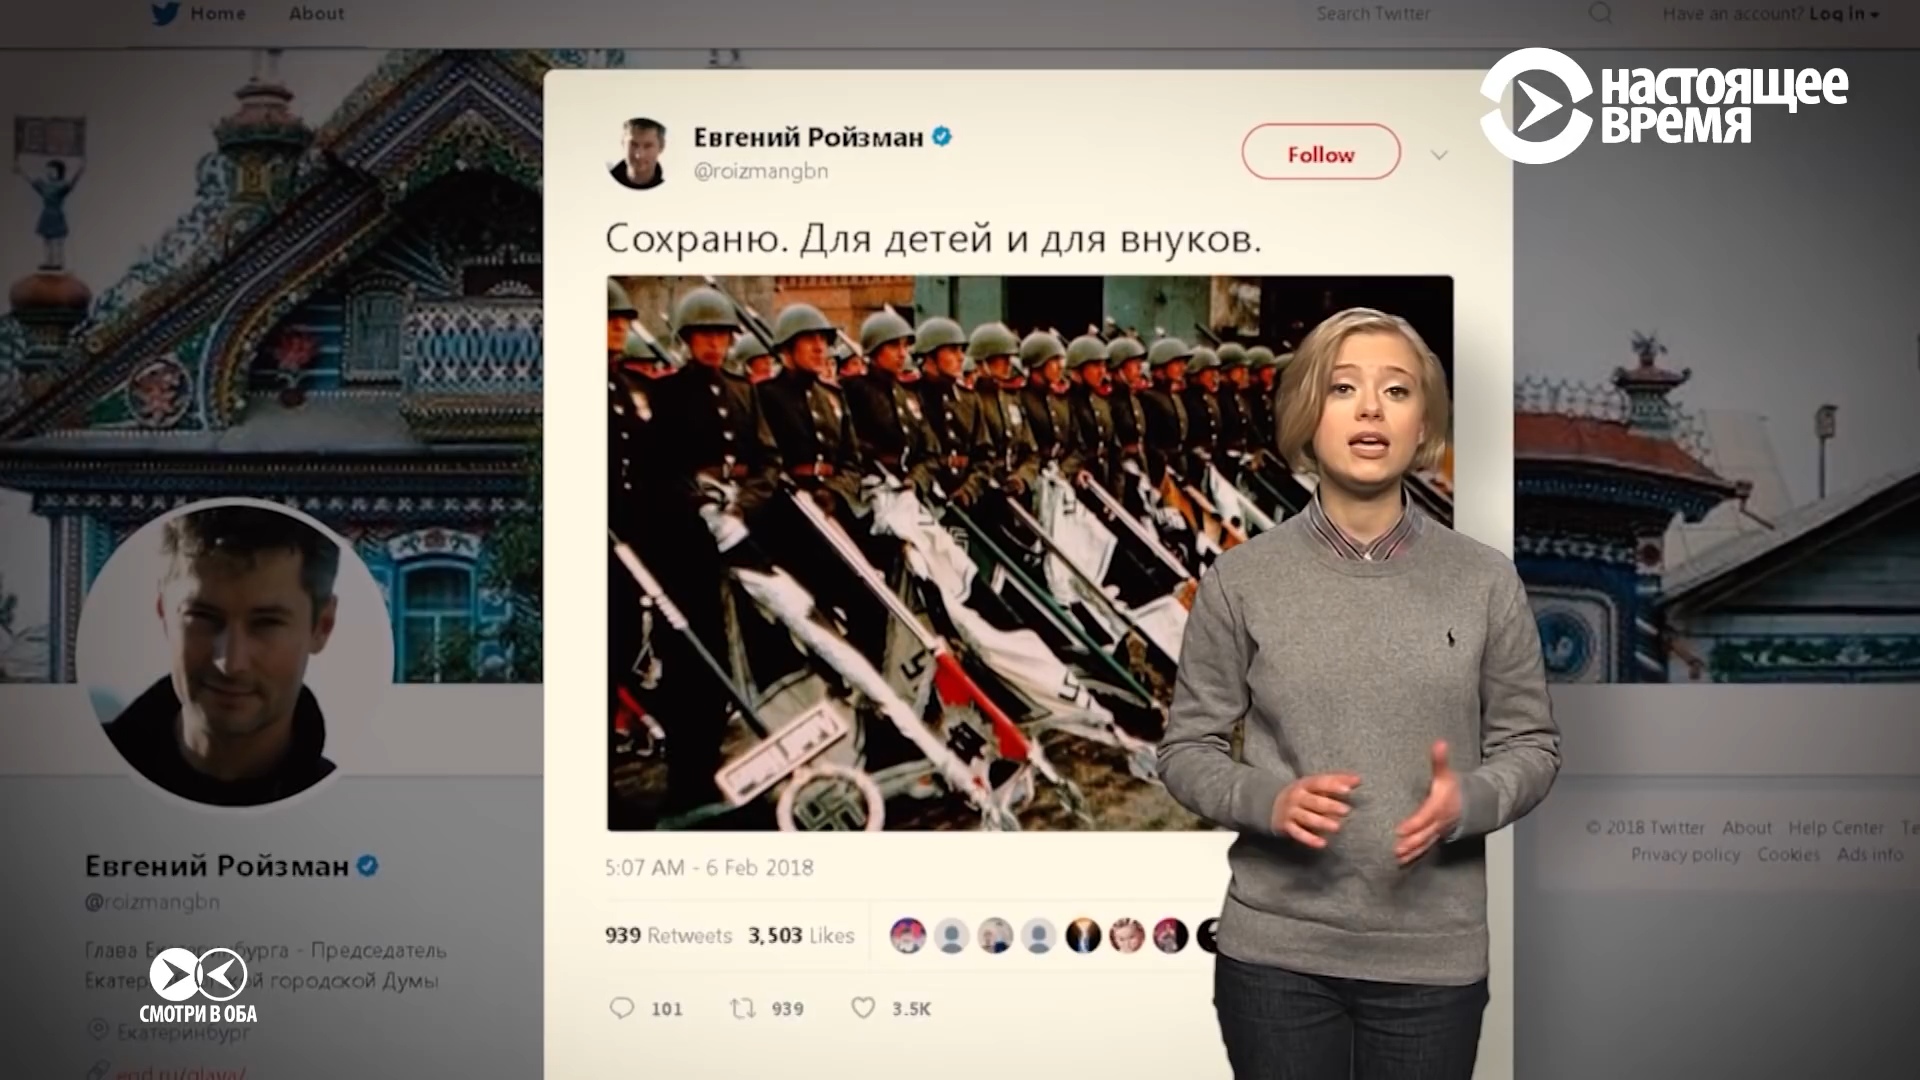 Home About
Search Twitter
Have an account? Log in
НАСТОЯЩЕЕ
ВРЕМЯ
Евгений Ройзман
@roizmangbn
Follow
Сохраню. Для детей и для внуков.
5:07 AM - 6 Feb 2018
939 Retweets 3,503 Likes
101 939 3.5K
Евгений Ройзман
@roizmangbn
Глава - Председатель
городской Думы
Екатеринбург
СМОТРИ В ОБА
© 2018 Twitter About Help Center
Privacy policy Cookies Ads info